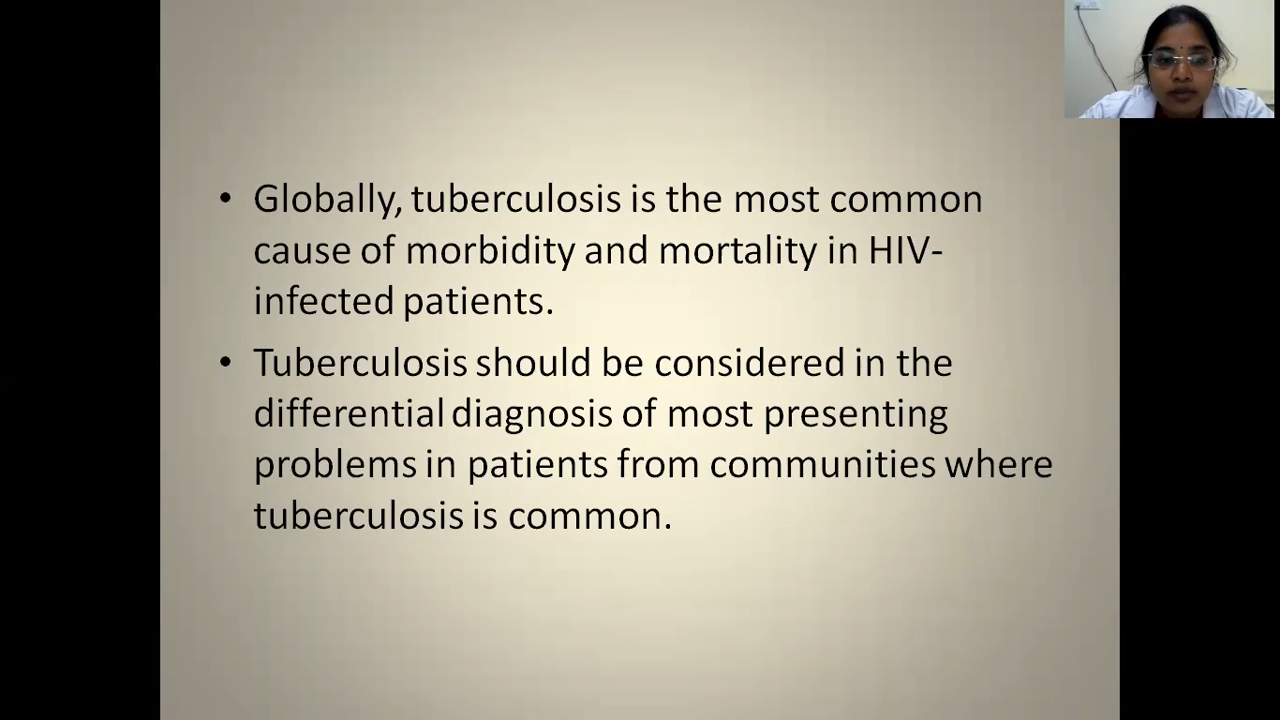 • Globally, tuberculosis is the most common
cause of morbidity and mortality in HIV-
infected patients.
• Tuberculosis should be considered in the
differential diagnosis of most presenting
problems in patients from communities where
tuberculosis is common.